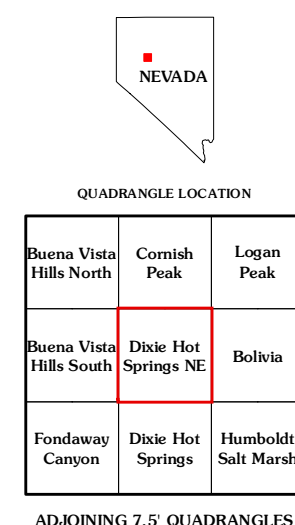 NEVADA
QUADRANGLE LOCATION
Buena Vista
Hills North
Cornish
Peak
Logan
Peak
Buena Vista
Hills South
Dixie Hot
Springs NE
Bolivia
Fondaway
Canyon
Dixie Hot
Springs
Humboldt
Salt Marsh
ADJOINING 7.5' QUADRANGLES